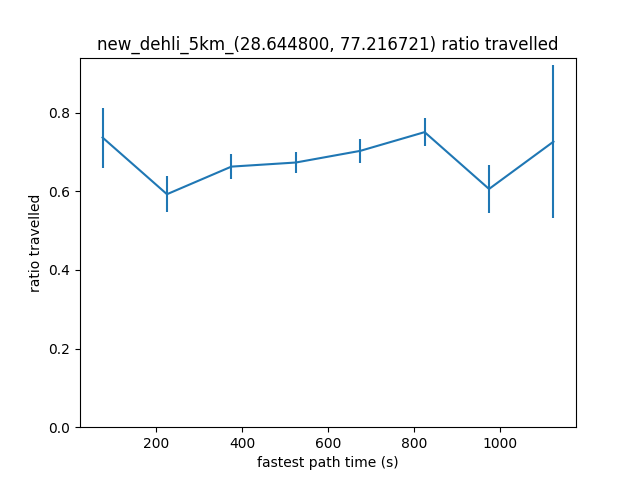 new_dehli_5km_(28.644800, 77.216721) ratio travelled
0.8
0.6
0.4
0.2
0.0
ratio travelled
200 400 600 800 1000
fastest path time (s)